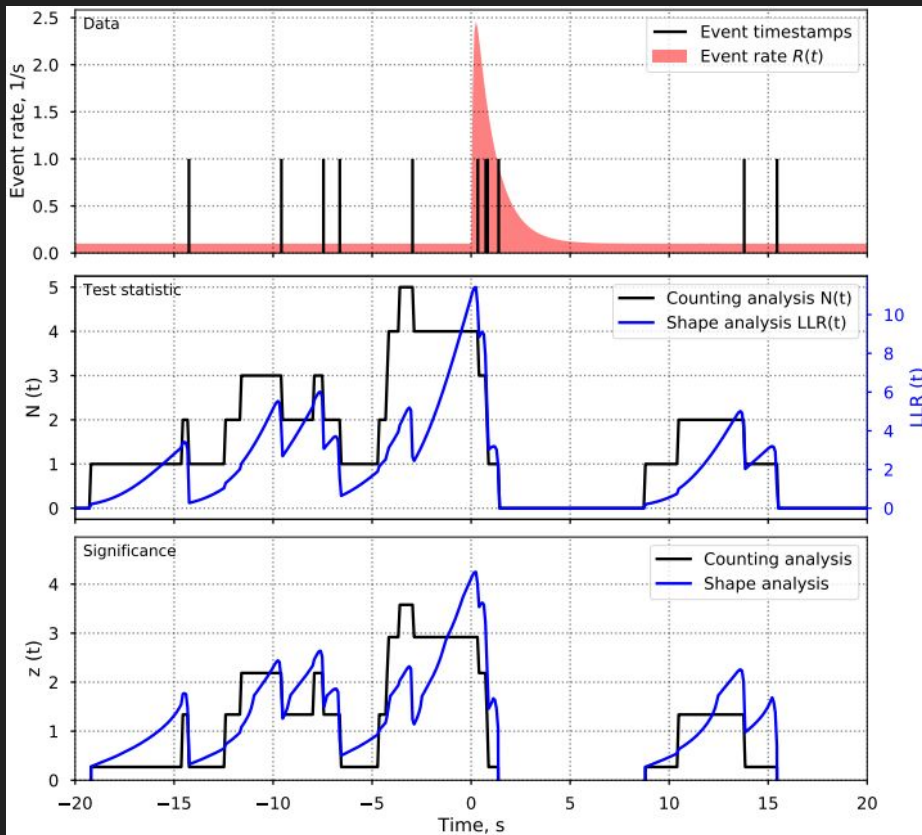 Data
Event timestamps
Event rate R(t)
Event rate, 1/s
2.5
2.0
1.5
1.0
0.5
0.0
Test statistic
Counting analysis N(t)
Shape analysis LLR(t)
N (t)
5
4
3
2
1
0
LLR (t)
10
8
6
4
2
0
Significance
Counting analysis
Shape analysis
z (t)
4
3
2
1
0
−20 −15 −10 −5 0 5 10 15 20
Time, s